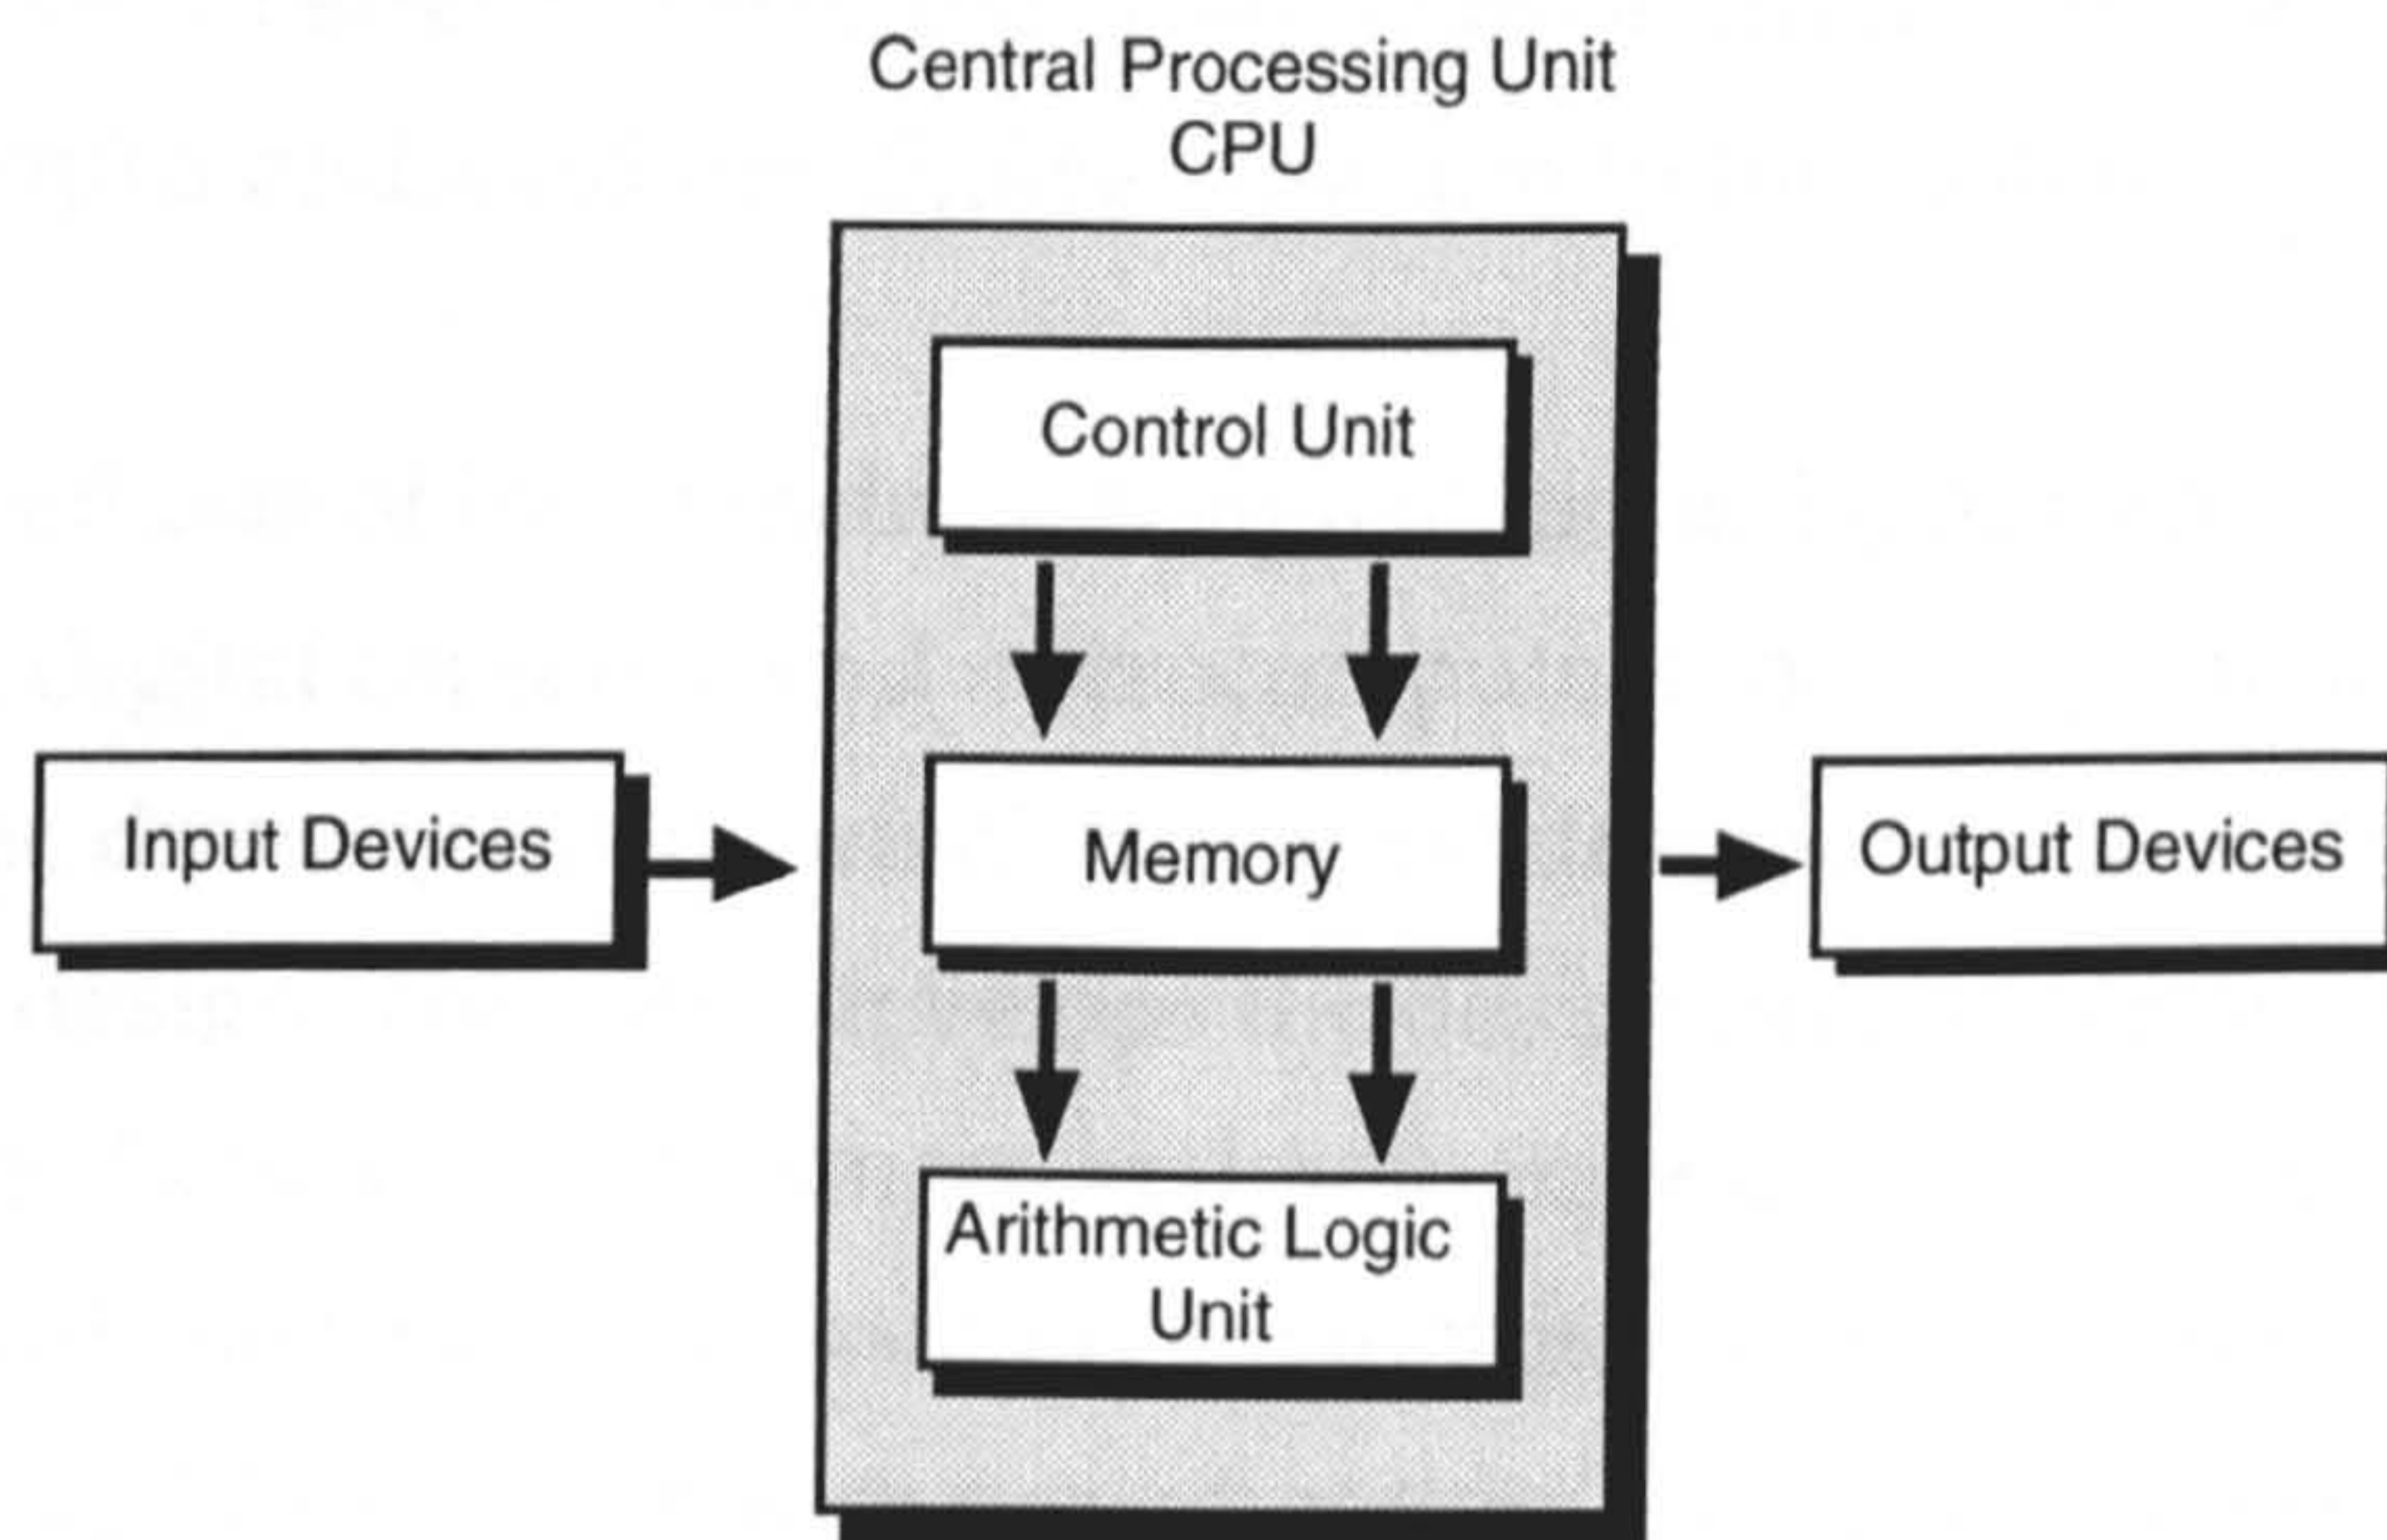 Central Processing Unit
CPU
Control Unit
Input Devices
Memory
Output Devices
Arithmetic Logic
Unit